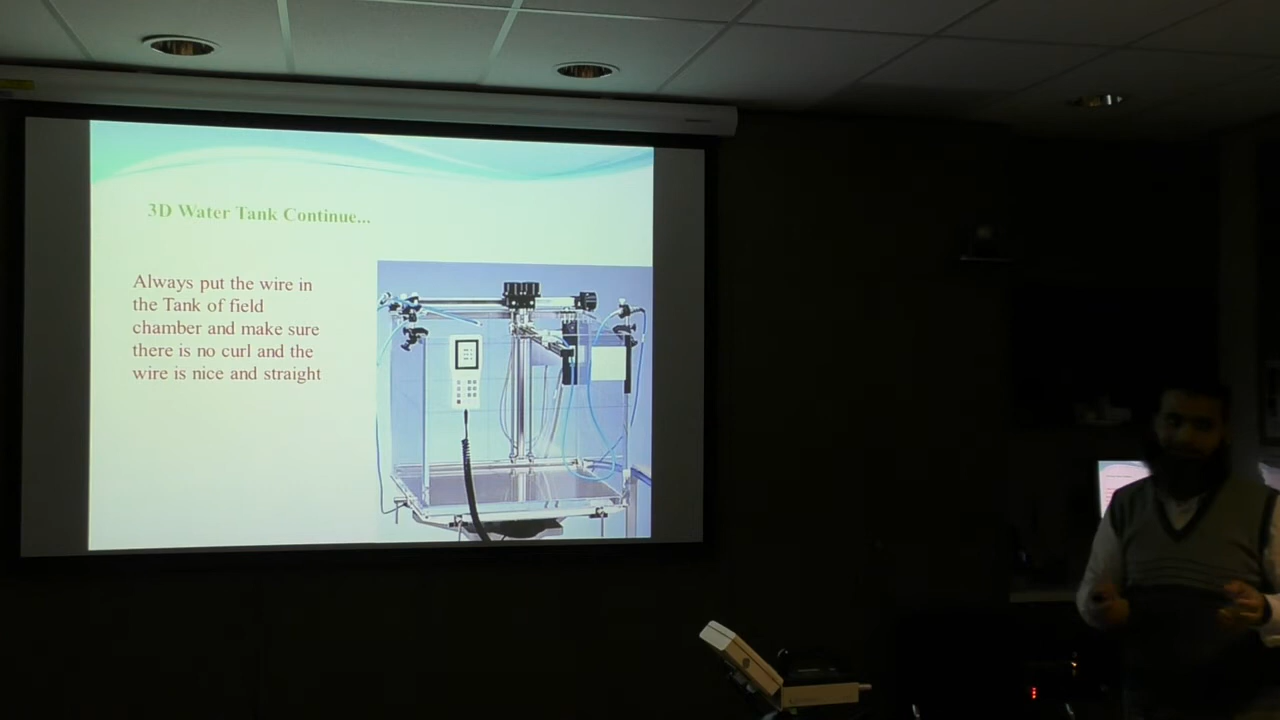 3D Water Tank Continue...
Always put the wire in
the Tank of field
chamber and make sure
there is no curl and the
wire is nice and straight